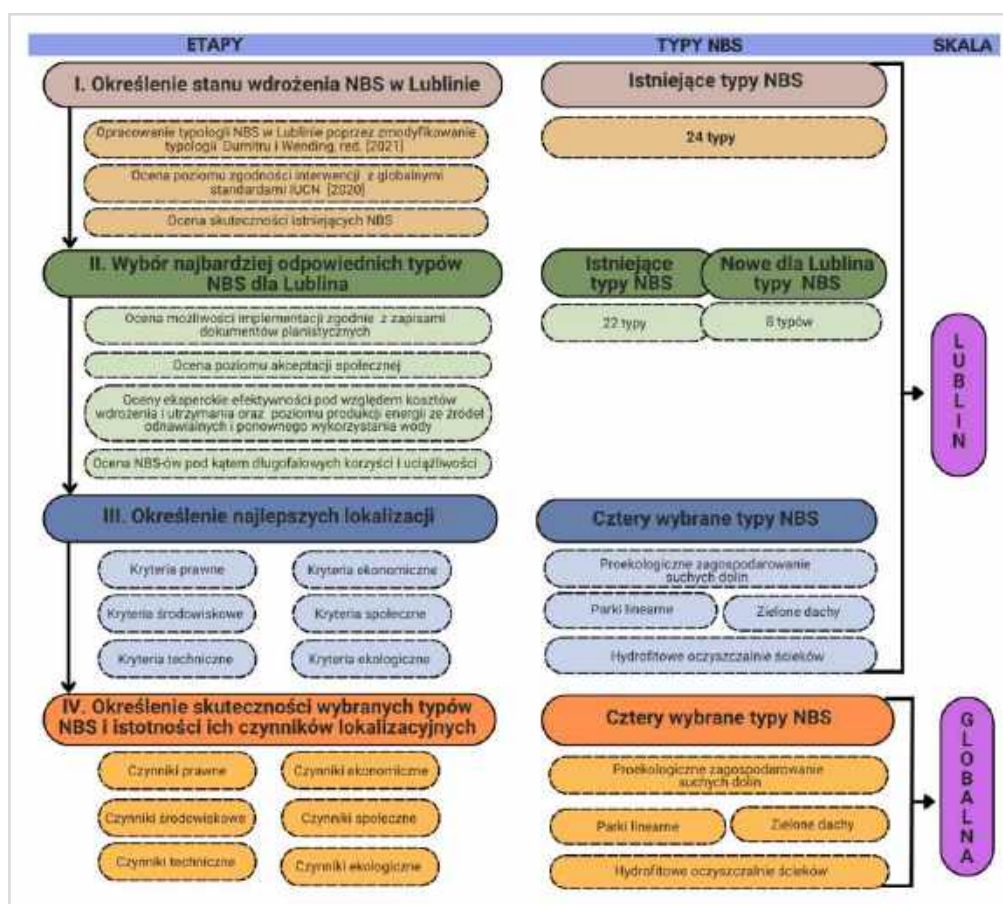 ETAPY
TYPY NBS
SKALA
I. Określenie stanu wdrożenia NBS w Lublinie
Istniejące typy NBS
Opracowanie typologii NBS w Lublinie poprzez zmodyfikowanie
typologii Dumitru i Wending, red. [2021]
24 typy
Ocena poziomu zgodności interwencji z globalnymi
standardami IUCN [2020]
Ocena skuteczności istniejących NBS
II. Wybór najbardziej odpowiednich typów
NBS dla Lublina
Istniejące
typy NBS
Nowe dla Lublina
typy NBS
Ocena możliwości implementacji zgodnie z zapisami
dokumentów planistycznych
22 typy
8 typów
Ocena poziomu akceptacji społecznej
Oceny eksperckie efektywności pod względem kosztów
wdrożenia i utrzymania oraz poziomu produkcji energii ze źródeł
odnawialnych i ponownego wykorzystania wody
Ocena NBS-ów pod kątem długofalowych korzyści i uciążliwości
LUBLIN
III. Określenie najlepszych lokalizacji
Cztery wybrane typy NBS
Kryteria prawne
Kryteria ekonomiczne
Proekologiczne zagospodarowanie
suchych dolin
Kryteria środowiskowe
Kryteria społeczne
Parki linearne
Zielone dachy
Kryteria techniczne
Kryteria ekologiczne
Hydrofitowe oczyszczalnie ścieków
IV. Określenie skuteczności wybranych typów
NBS i istotności ich czynników lokalizacyjnych
Cztery wybrane typy NBS
Czynniki prawne
Czynniki ekonomiczne
Proekologiczne zagospodarowanie
suchych dolin
Czynniki środowiskowe
Czynniki społeczne
Parki linearne
Zielone dachy
Czynniki techniczne
Czynniki ekologiczne
Hydrofitowe oczyszczalnie ścieków
GLOBALNA